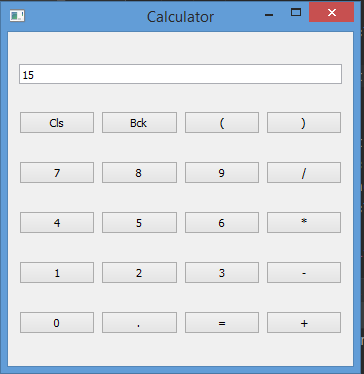 Calculator
15
Cls Bck ( )
7 8 9 /
4 5 6 *
1 2 3 -
0 . = +